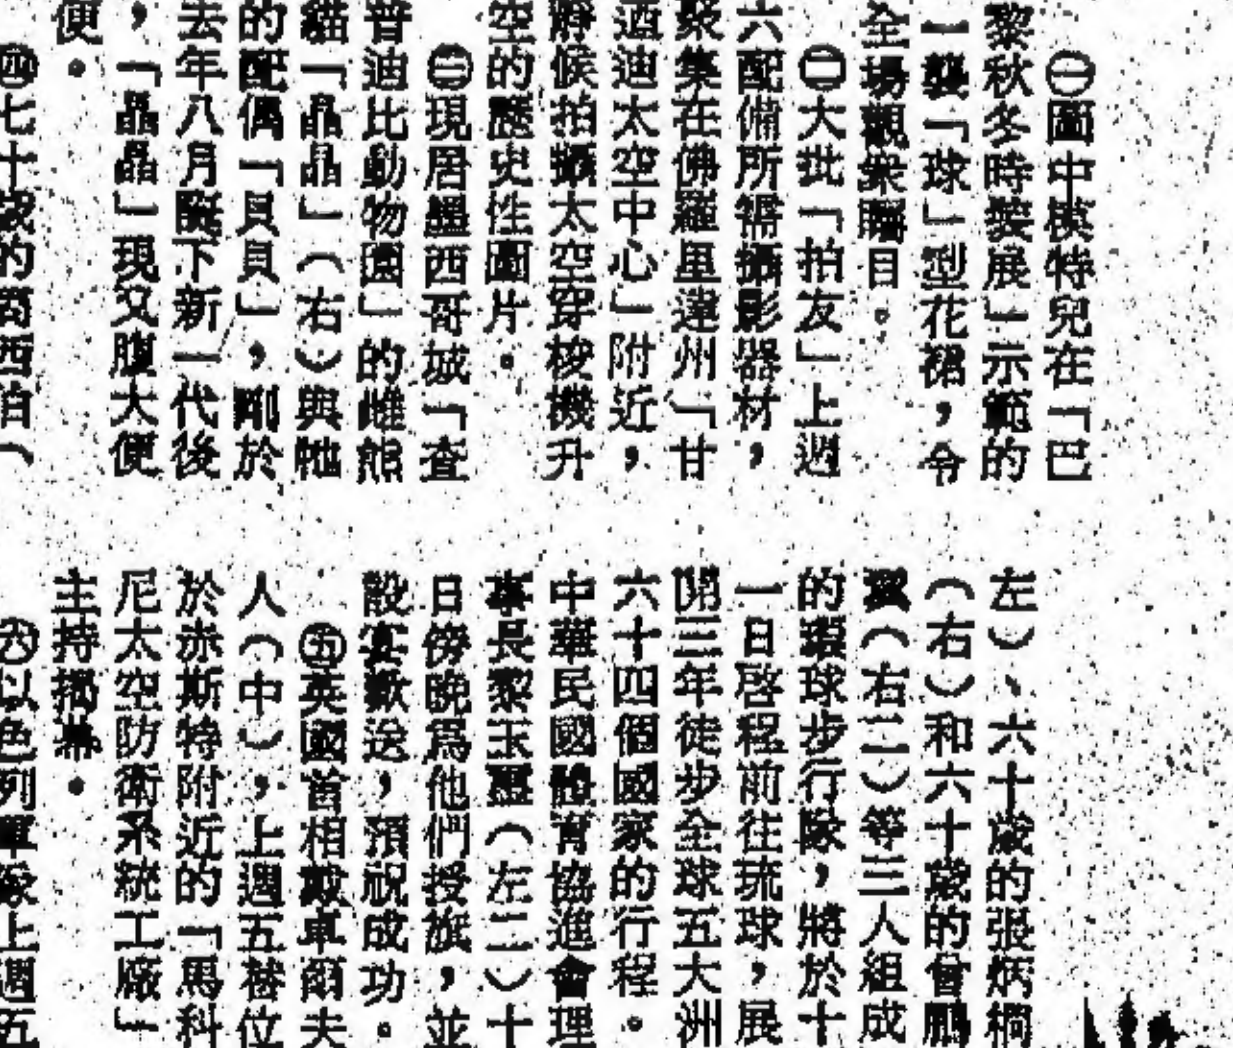 ㊀圖中模特兒在「巴
黎秋冬時裝展」示範的
一襲「球」型花裙，令
全場觀衆矚目。
㊁大批「拍友」上週
六配備所需攝影器材，
聚集在佛羅里達州「甘
迺迪太空中心」附近，
靜候拍攝太空穿梭機升
空的歷史性圖片。
㊂現居墨西哥城「查
普迪比動物園」的雌熊
貓「晶晶」（右）與牠
的配偶「貝貝」，剛於
去年八月誕下新一代後
，「晶晶」現又腹大便
便。
㊃七十歲的 西 （
左）、六十歲的張炳桐
（右）和六十歲的曾鵬
翼（右二）等三人組成
的環球步行隊，將於十
一日啓程前往琉球，展
開三年徒步全球五大洲
六十四個國家的行程。
中華民國體育協進會理
事長黎玉璽（左二）十
日傍晚爲他們授旗，並
設宴歡送，預祝成功。
㊄英國首相戴卓爾夫
人（中），上週五替位
於赤斯特附近的「馬科
尼太空防衛系統工廠」
主持揭幕。
㊅以色列軍隊上週五